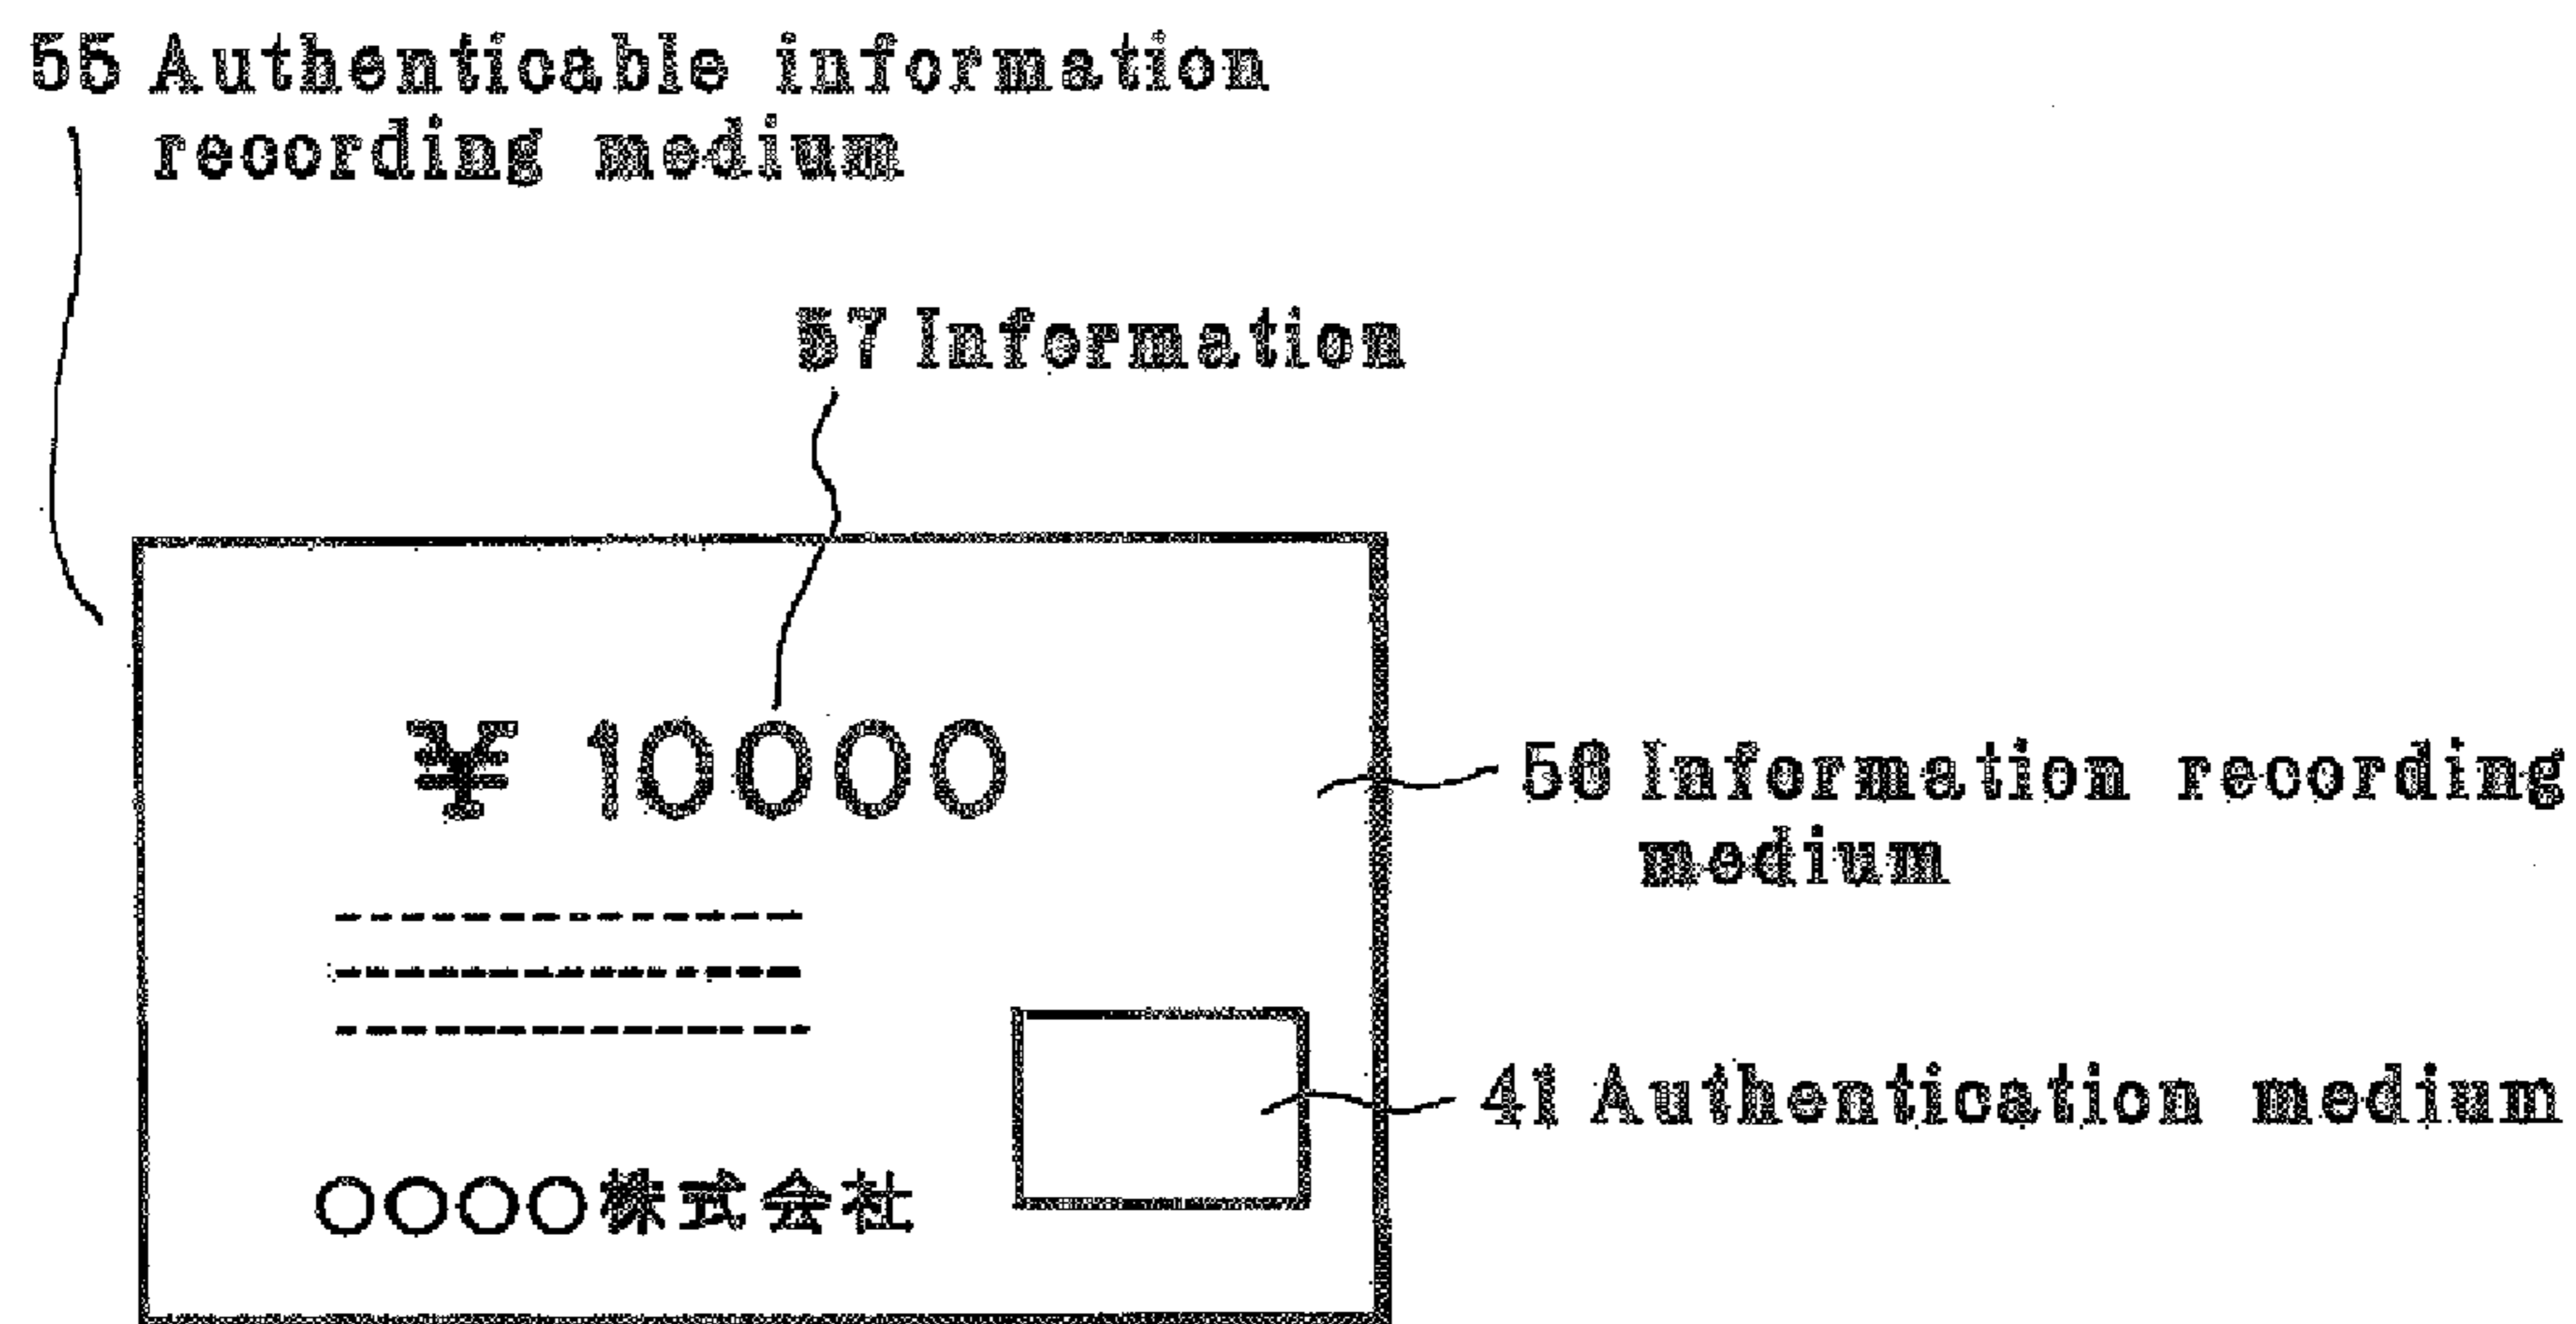 55 Authenticable information
recording medium
57 Information
¥ 10000
56 Information recording
medium
41 Authentication medium
○○○○株式会社